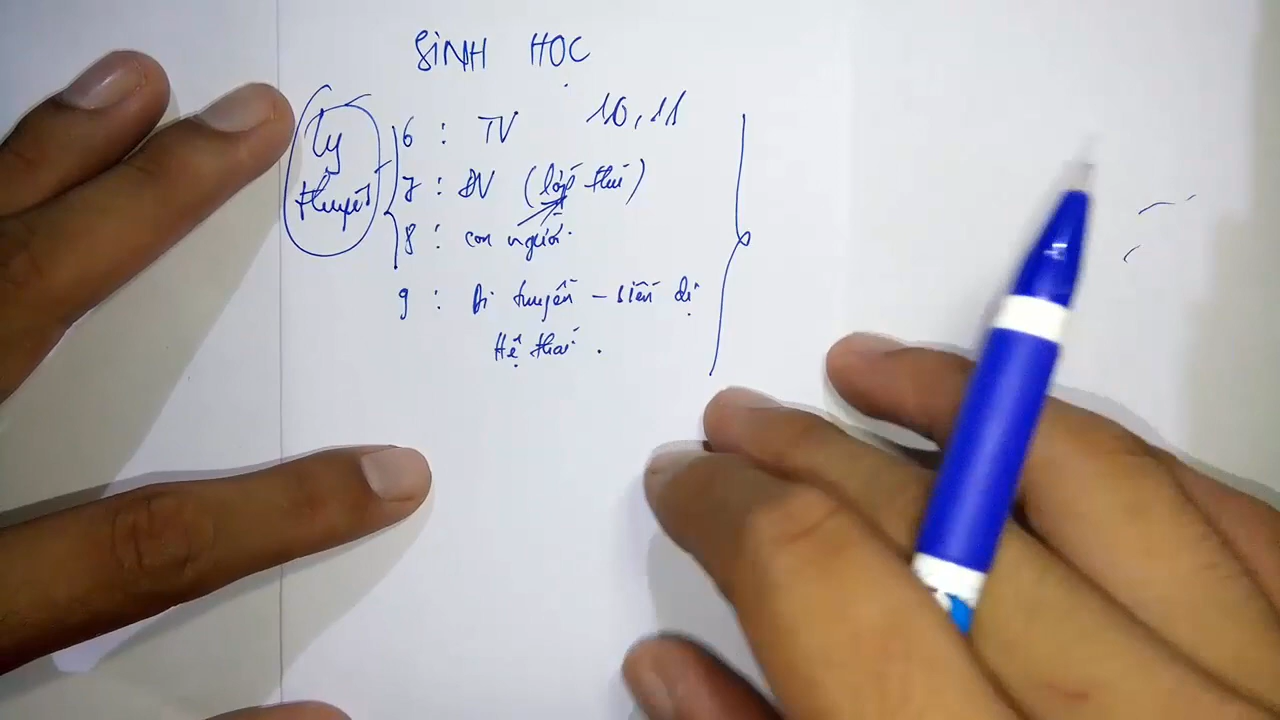 SINH HỌC
Lý thuyết
6 : TV 10, 11
7 : ĐV (lớp thú)
8 : con người.
9 : Di truyền - biến dị
Hệ thái.